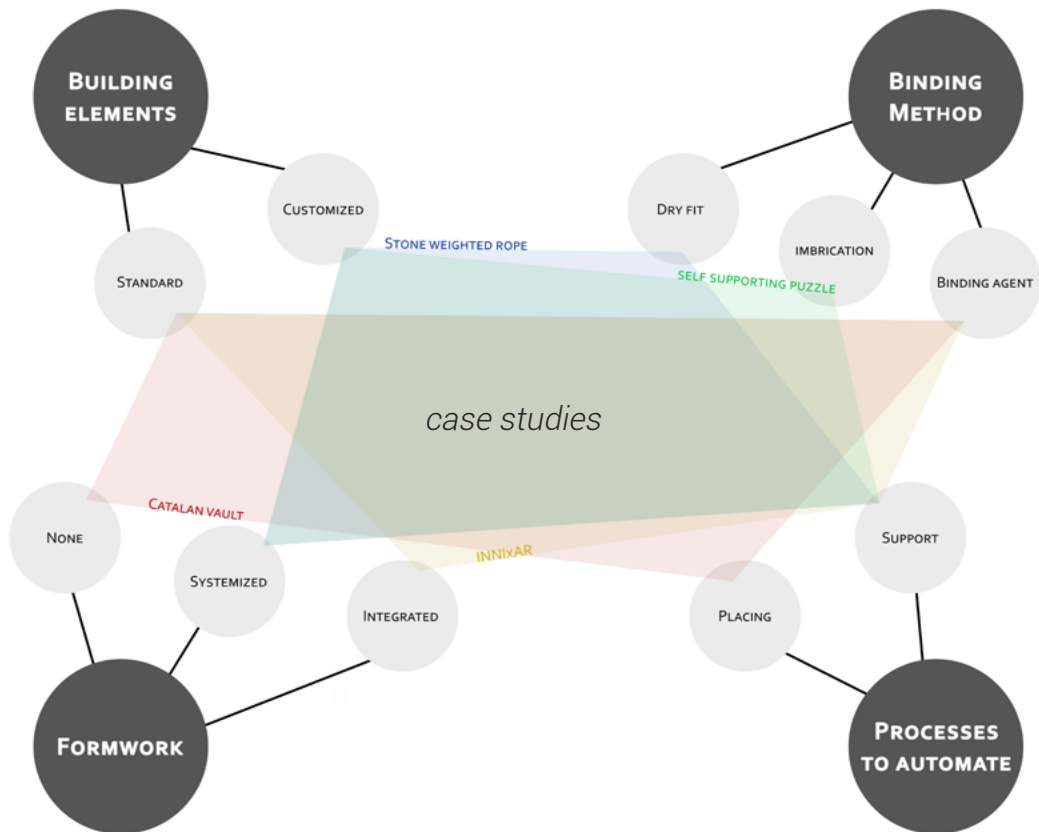 BUILDING
ELEMENTS
BINDING
METHOD
CUSTOMIZED
DRY FIT
STONE WEIGHTED ROPE
IMBRICATION
STANDARD
SELF SUPPORTING PUZZLE
BINDING AGENT
case studies
CATALAN VAULT
NONE
SUPPORT
INNIXAR
SYSTEMIZED
INTEGRATED
PLACING
FORMWORK
PROCESSES
TO AUTOMATE